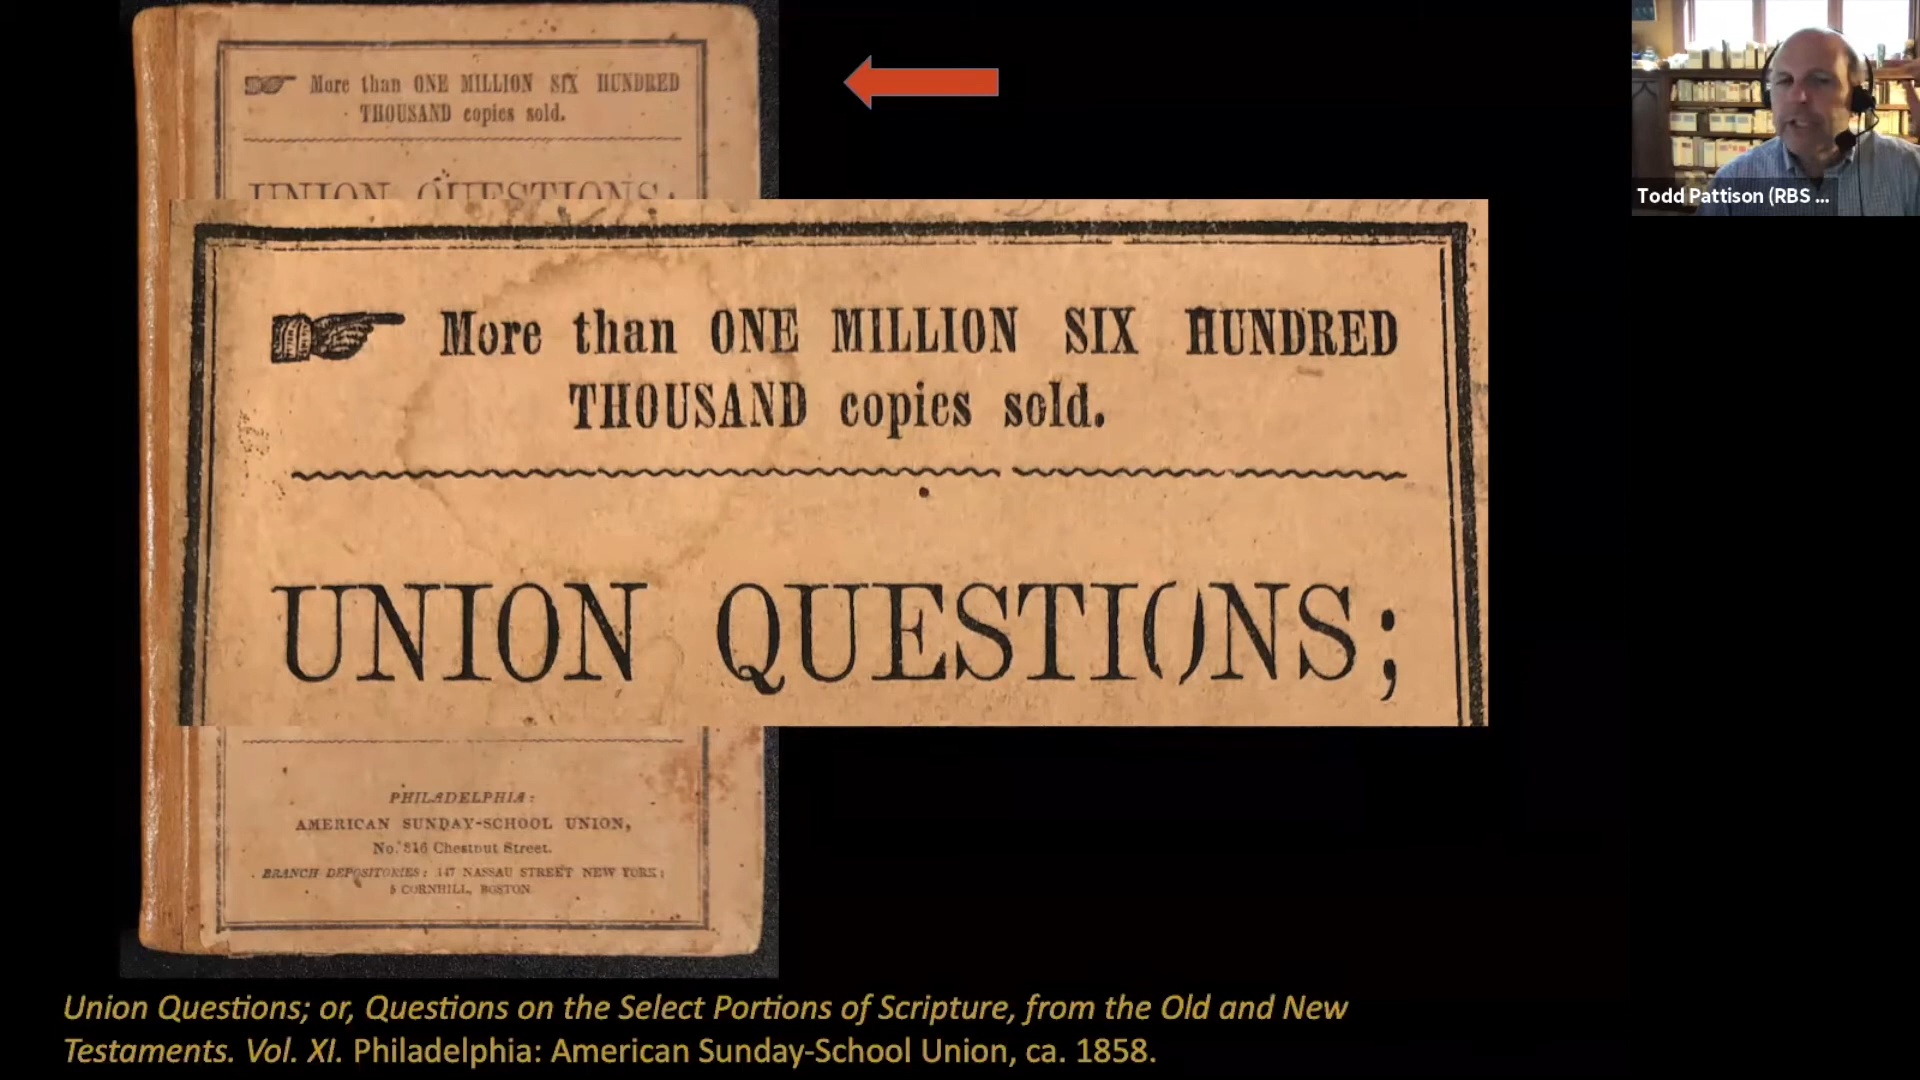 More than ONE MILLION SIX HUNDRED
THOUSAND copies sold.
UNION QUESTIONS;
More than ONE MILLION SIX HUNDRED
THOUSAND copies sold.
UNION QUESTIONS;
PHILADELPHIA:
AMERICAN SUNDAY-SCHOOL UNION,
No. 816 Chestnut Street.
BRANCH DEPOSITORIES: 147 NASSAU STREET NEW YORK;
5 CORNHILL, BOSTON
Union Questions; or, Questions on the Select Portions of Scripture, from the Old and New
Testaments. Vol. XI. Philadelphia: American Sunday-School Union, ca. 1858.
Todd Pattison (RBS ...